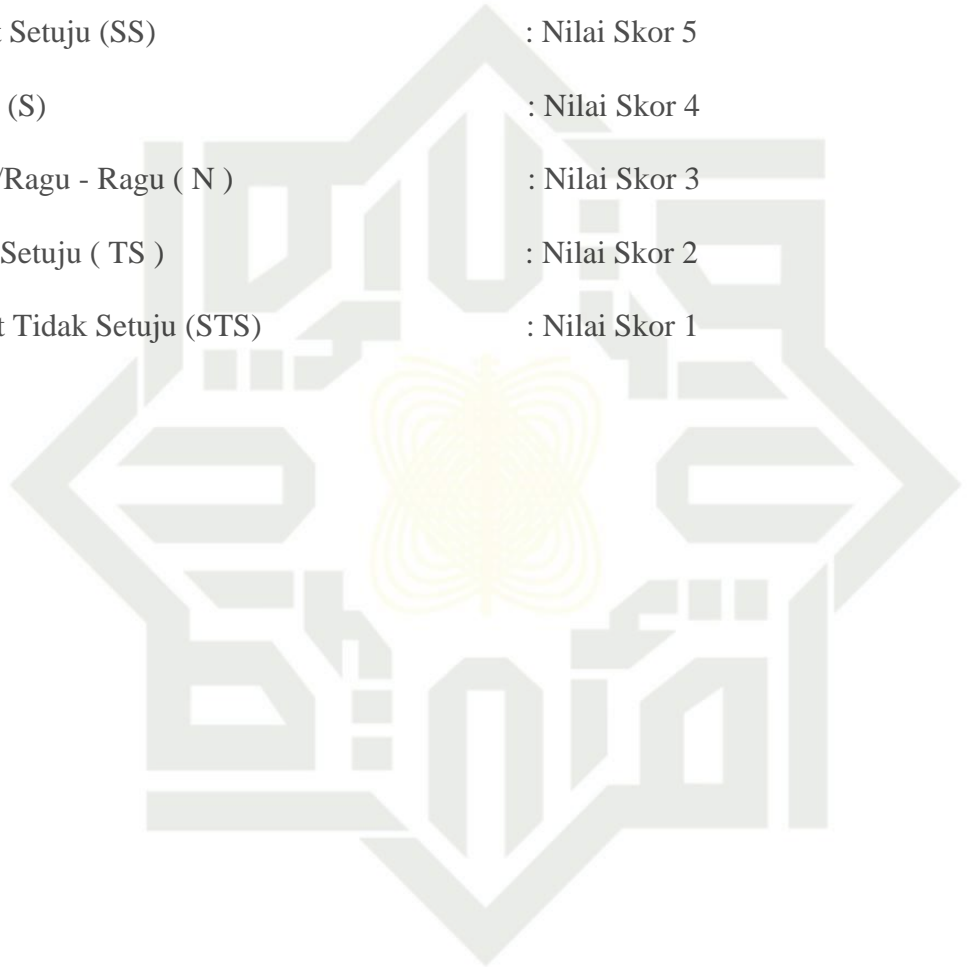 t Setuju (SS) : Nilai Skor 5
(S) : Nilai Skor 4
/Ragu - Ragu ( N ) : Nilai Skor 3
Setuju ( TS ) : Nilai Skor 2
t Tidak Setuju (STS) : Nilai Skor 1